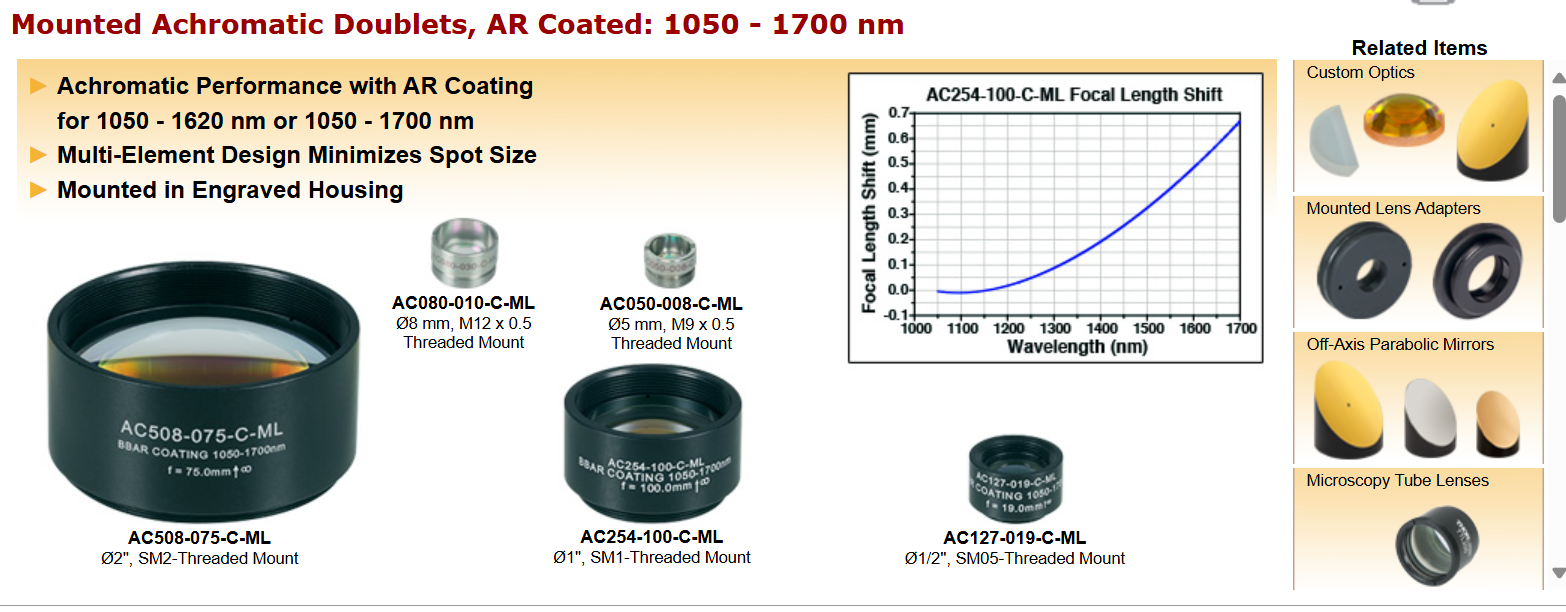 Mounted Achromatic Doublets, AR Coated: 1050 - 1700 nm
Achromatic Performance with AR Coating
for 1050 - 1620 nm or 1050 - 1700 nm
Multi-Element Design Minimizes Spot Size
Mounted in Engraved Housing
AC254-100-C-ML Focal Length Shift
Focal Length Shift (mm)
0.7
0.6
0.5
0.4
0.3
0.2
0.1
0.0
-0.1
1000 1100 1200 1300 1400 1500 1600 1700
Wavelength (nm)
AC080-010-C-ML
Ø8 mm, M12 x 0.5
Threaded Mount
AC050-008-C-ML
Ø5 mm, M9 x 0.5
Threaded Mount
AC508-075-C-ML
BBAR COATING 1050-1700nm
f = 75.0mm ∞
AC508-075-C-ML
Ø2", SM2-Threaded Mount
AC254-100-C-ML
BBAR COATING 1050-1700nm
f = 100.0mm ∞
AC254-100-C-ML
Ø1", SM1-Threaded Mount
AC127-019-C-ML
COATING 1050-
f = 19.0mm
AC127-019-C-ML
Ø1/2", SM05-Threaded Mount
Related Items
Custom Optics
Mounted Lens Adapters
Off-Axis Parabolic Mirrors
Microscopy Tube Lenses